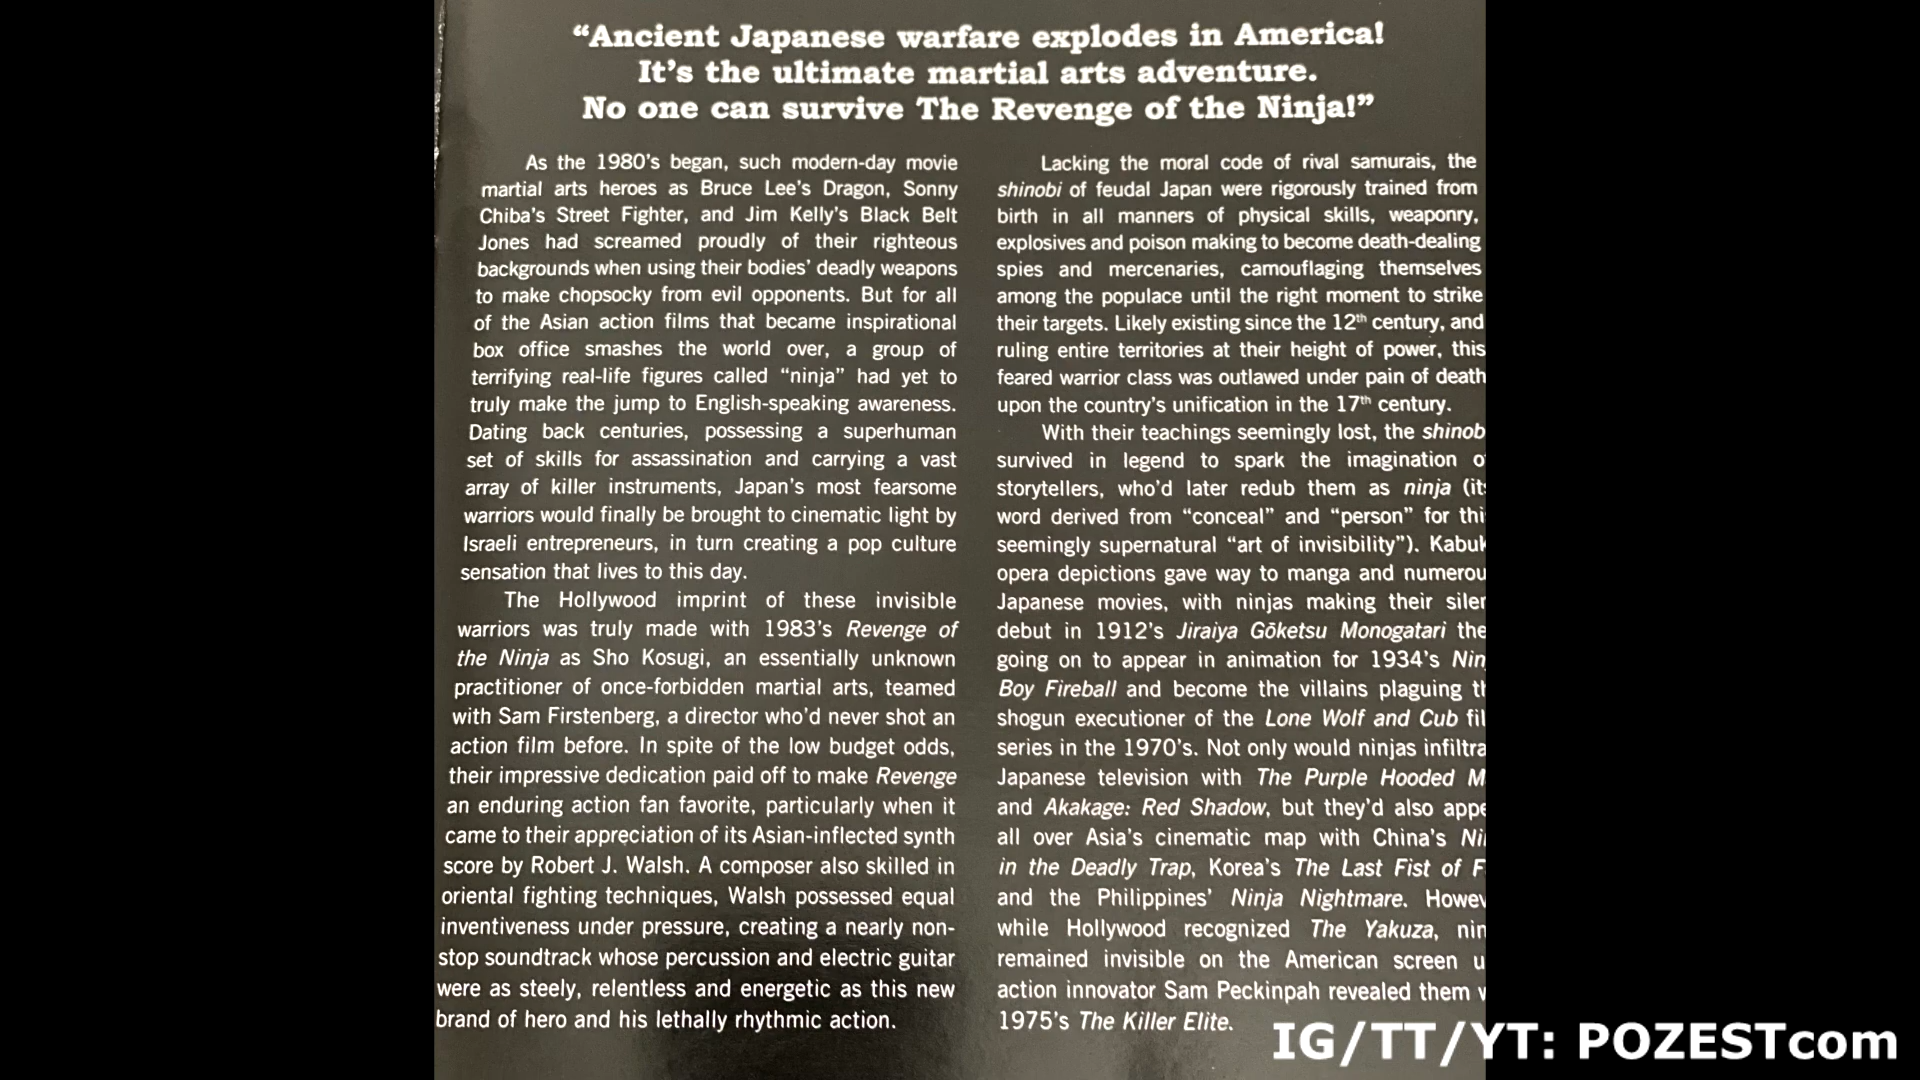 “Ancient Japanese warfare explodes in America!
It’s the ultimate martial arts adventure.
No one can survive The Revenge of the Ninja!”
As the 1980’s began, such modern-day movie
martial arts heroes as Bruce Lee’s Dragon, Sonny
Chiba’s Street Fighter, and Jim Kelly’s Black Belt
Jones had screamed proudly of their righteous
backgrounds when using their bodies’ deadly weapons
to make chopsocky from evil opponents. But for all
of the Asian action films that became inspirational
box office smashes the world over, a group of
terrifying real-life figures called “ninja” had yet to
truly make the jump to English-speaking awareness.
Dating back centuries, possessing a superhuman
set of skills for assassination and carrying a vast
array of killer instruments, Japan’s most fearsome
warriors would finally be brought to cinematic light by
Israeli entrepreneurs, in turn creating a pop culture
sensation that lives to this day.
The Hollywood imprint of these invisible
warriors was truly made with 1983’s Revenge of
the Ninja as Sho Kosugi, an essentially unknown
practitioner of once-forbidden martial arts, teamed
with Sam Firstenberg, a director who’d never shot an
action film before. In spite of the low budget odds,
their impressive dedication paid off to make Revenge
an enduring action fan favorite, particularly when it
came to their appreciation of its Asian-inflected synth
score by Robert J. Walsh. A composer also skilled in
oriental fighting techniques, Walsh possessed equal
inventiveness under pressure, creating a nearly non-
stop soundtrack whose percussion and electric guitar
were as steely, relentless and energetic as this new
brand of hero and his lethally rhythmic action.
Lacking the moral code of rival samurais, the
shinobi of feudal Japan were rigorously trained from
birth in all manners of physical skills, weaponry,
explosives and poison making to become death-dealing
spies and mercenaries, camouflaging themselves
among the populace until the right moment to strike
their targets. Likely existing since the 12th century, and
ruling entire territories at their height of power, this
feared warrior class was outlawed under pain of death
upon the country’s unification in the 17th century.
With their teachings seemingly lost, the shinob
survived in legend to spark the imagination o
storytellers, who’d later redub them as ninja (it
word derived from “conceal” and “person” for thi
seemingly supernatural “art of invisibility”). Kabuk
opera depictions gave way to manga and numerou
Japanese movies, with ninjas making their siler
debut in 1912’s Jiraiya Gōketsu Monogatari the
going on to appear in animation for 1934’s Nin
Boy Fireball and become the villains plaguing th
shogun executioner of the Lone Wolf and Cub fil
series in the 1970’s. Not only would ninjas infiltra
Japanese television with The Purple Hooded M
and Akakage: Red Shadow, but they’d also appe
all over Asia’s cinematic map with China’s Ni
in the Deadly Trap, Korea’s The Last Fist of F
and the Philippines’ Ninja Nightmare. Howev
while Hollywood recognized The Yakuza, nin
remained invisible on the American screen u
action innovator Sam Peckinpah revealed them
1975’s The Killer Elite.
IG/TT/YT: POZESTcom